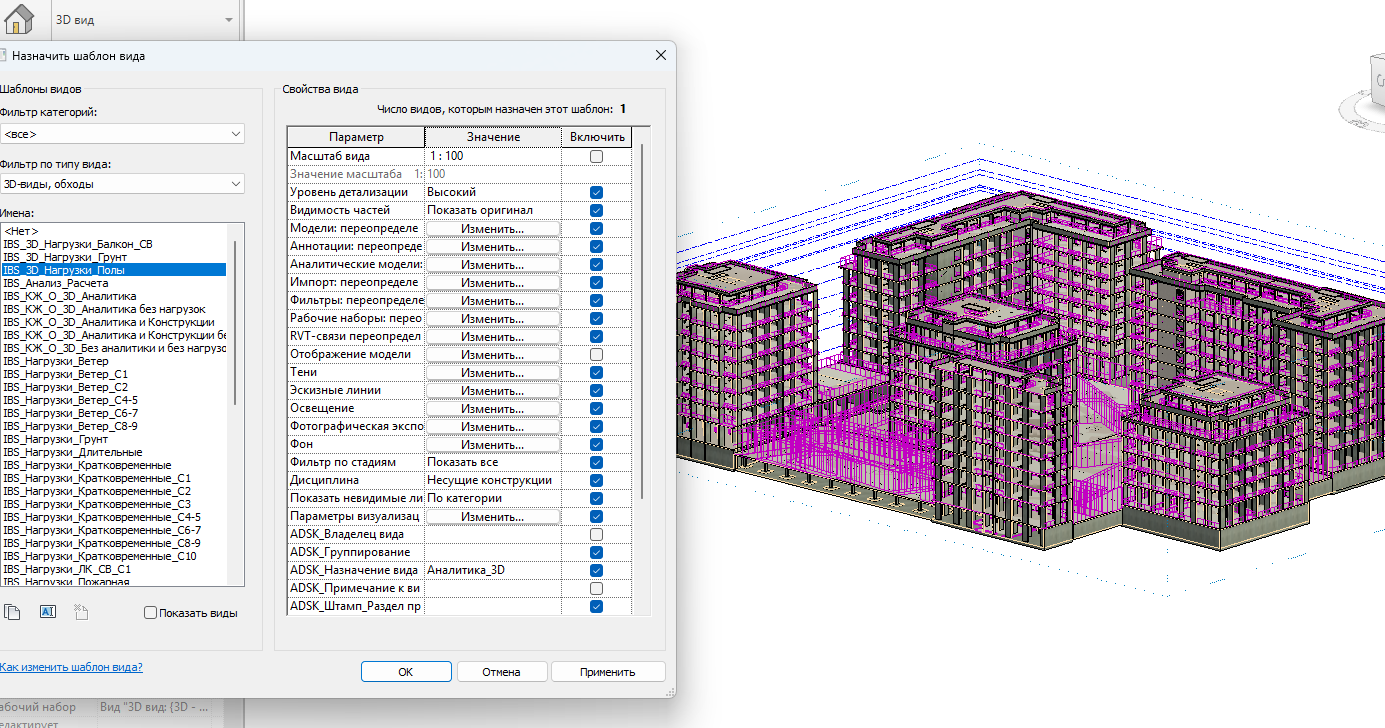 3D вид
Назначить шаблон вида
Шаблоны видов
Фильтр категорий:
<все>
Фильтр по типу вида:
3D-виды, обходы
Имена:
<Нет>
IBS_3D_Нагрузки_Балкон_СВ
IBS_3D_Нагрузки_Грунт
IBS_3D_Нагрузки_Полы
IBS_Анализ_Расчета
IBS_КЖ_О_3D_Аналитика
IBS_КЖ_О_3D_Аналитика без нагрузок
IBS_КЖ_О_3D_Аналитика и Конструкции
IBS_КЖ_О_3D_Аналитика и Конструкции бе
IBS_КЖ_О_3D_Без аналитики и без нагрузо
IBS_Нагрузки_Ветер
IBS_Нагрузки_Ветер_С1
IBS_Нагрузки_Ветер_С2
IBS_Нагрузки_Ветер_С4-5
IBS_Нагрузки_Ветер_С6-7
IBS_Нагрузки_Ветер_С8-9
IBS_Нагрузки_Грунт
IBS_Нагрузки_Длительные
IBS_Нагрузки_Кратковременные
IBS_Нагрузки_Кратковременные_С1
IBS_Нагрузки_Кратковременные_С2
IBS_Нагрузки_Кратковременные_С3
IBS_Нагрузки_Кратковременные_С4-5
IBS_Нагрузки_Кратковременные_С6-7
IBS_Нагрузки_Кратковременные_С8-9
IBS_Нагрузки_Кратковременные_С10
IBS_Нагрузки_ЛК_СВ_С1
IBS_Нагрузки_Пожарная
Показать виды
Как изменить шаблон вида?
Свойства вида
Число видов, которым назначен этот шаблон: 1
Параметр Значение Включить
Масштаб вида 1 : 100
Значение масштаба 1: 100
Уровень детализации Высокий
Видимость частей Показать оригинал
Модели: переопределе Изменить...
Аннотации: переопреде Изменить...
Аналитические модели: Изменить...
Импорт: переопределе Изменить...
Фильтры: переопределе Изменить...
Рабочие наборы: перео Изменить...
RVT-связи переопредел Изменить...
Отображение модели Изменить...
Тени Изменить...
Эскизные линии Изменить...
Освещение Изменить...
Фотографическая экспо Изменить...
Фон Изменить...
Фильтр по стадиям Показать все
Дисциплина Несущие конструкции
Показать невидимые ли По категории
Параметры визуализац Изменить...
ADSK_Владелец вида
ADSK_Группирование
ADSK_Назначение вида Аналитика_3D
ADSK_Примечание к ви
ADSK_Штамп_Раздел пр
ОК Отмена Применить
абочий набор Вид "3D вид: {3D - ...
едактирует